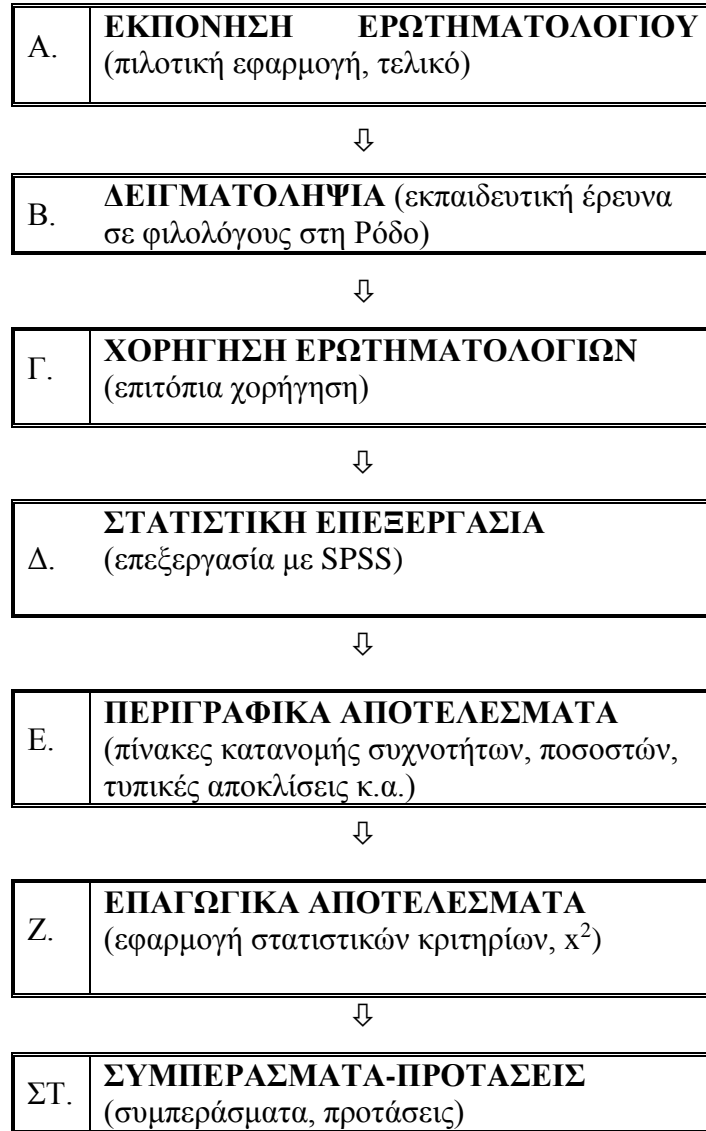 Α. ΕΚΠΟΝΗΣΗ ΕΡΩΤΗΜΑΤΟΛΟΓΙΟΥ
(πιλοτική εφαρμογή, τελικό)
⇩
Β. ΔΕΙΓΜΑΤΟΛΗΨΙΑ (εκπαιδευτική έρευνα
σε φιλολόγους στη Ρόδο)
⇩
Γ. ΧΟΡΗΓΗΣΗ ΕΡΩΤΗΜΑΤΟΛΟΓΙΩΝ
(επιτόπια χορήγηση)
⇩
Δ. ΣΤΑΤΙΣΤΙΚΗ ΕΠΕΞΕΡΓΑΣΙΑ
(επεξεργασία με SPSS)
⇩
Ε. ΠΕΡΙΓΡΑΦΙΚΑ ΑΠΟΤΕΛΕΣΜΑΤΑ
(πίνακες κατανομής συχνοτήτων, ποσοστών,
τυπικές αποκλίσεις κ.α.)
⇩
Ζ. ΕΠΑΓΩΓΙΚΑ ΑΠΟΤΕΛΕΣΜΑΤΑ
(εφαρμογή στατιστικών κριτηρίων, x²)
⇩
ΣΤ. ΣΥΜΠΕΡΑΣΜΑΤΑ-ΠΡΟΤΑΣΕΙΣ
(συμπεράσματα, προτάσεις)